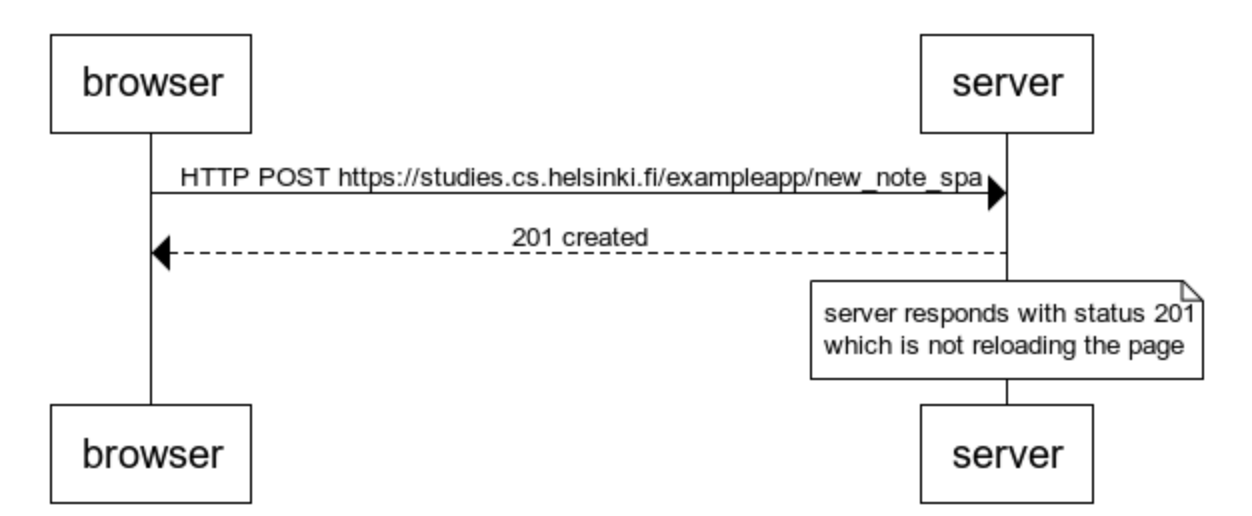 browser
server
HTTP POST https://studies.cs.helsinki.fi/exampleapp/new_note_spa
201 created
server responds with status 201
which is not reloading the page
browser
server